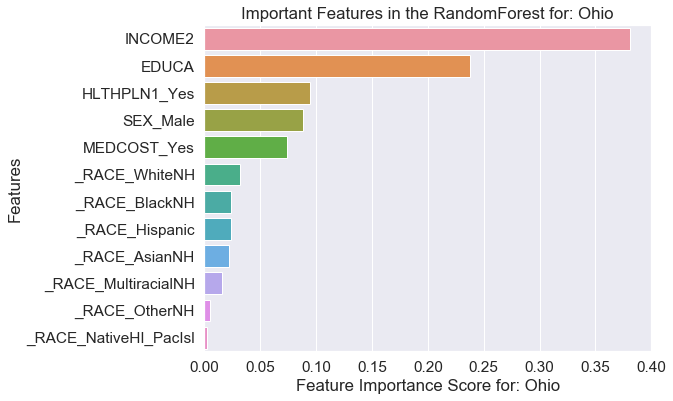 Important Features in the RandomForest for: Ohio
INCOME2
EDUCA
HLTHPLN1_Yes
SEX_Male
MEDCOST_Yes
_RACE_WhiteNH
_RACE_BlackNH
_RACE_Hispanic
_RACE_AsianNH
_RACE_MultiracialNH
_RACE_OtherNH
_RACE_NativeHI_PacIsl
Features
0.00 0.05 0.10 0.15 0.20 0.25 0.30 0.35 0.40
Feature Importance Score for: Ohio